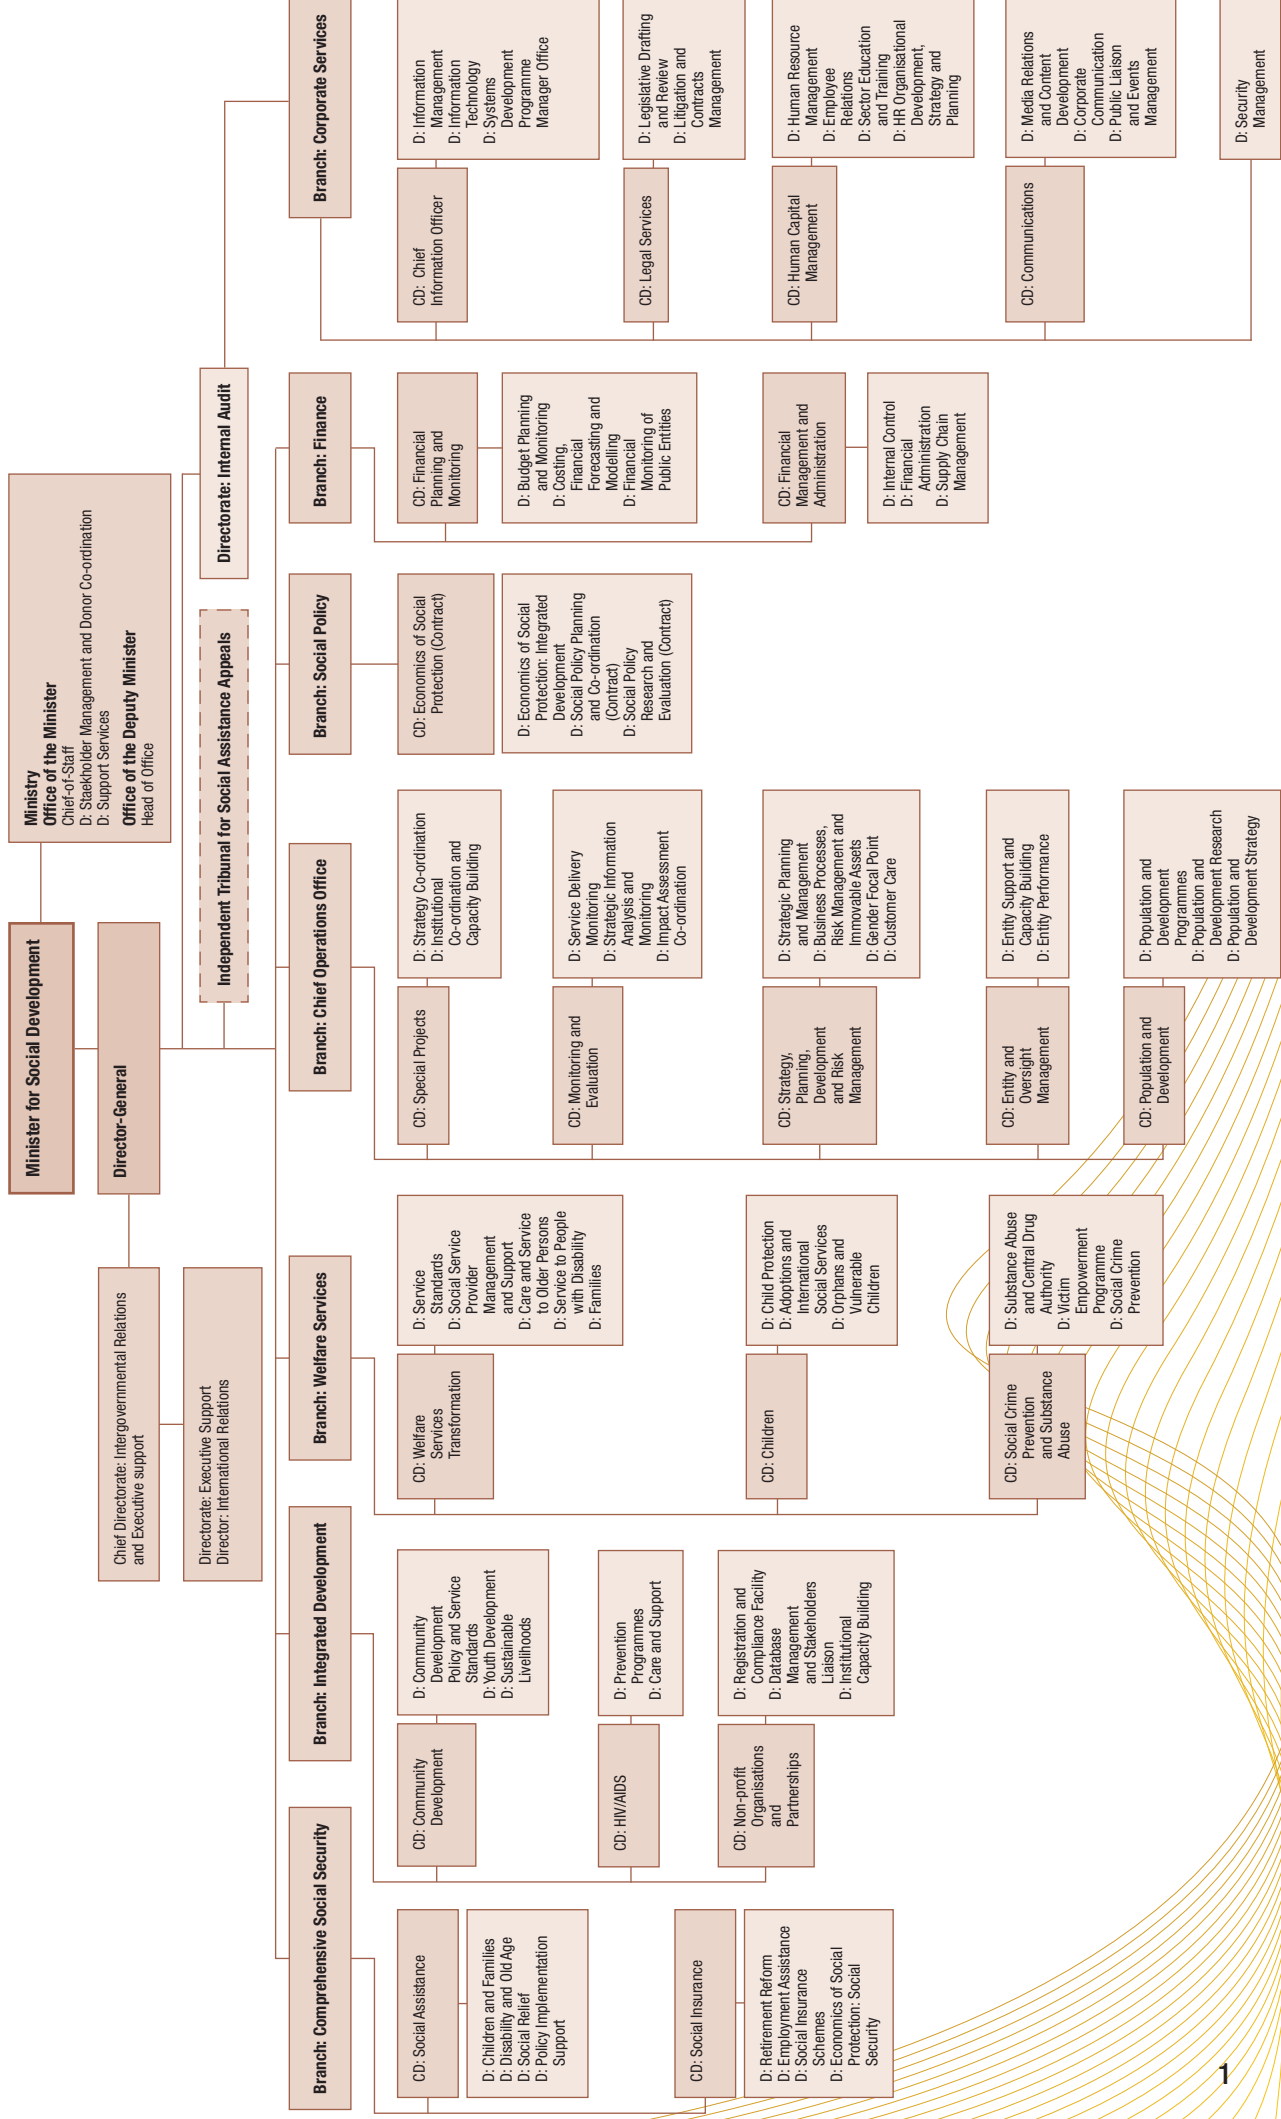 Minister for Social Development
Ministry
Office of the Minister
Chief-of-Staff
D: Staekholder Management and Donor Co-ordination
D: Support Services
Office of the Deputy Minister
Head of Office
Director-General
Chief Directorate: Intergovernmental Relations
and Executive support
Directorate: Executive Support
Director: International Relations
Independent Tribunal for Social Assistance Appeals
Directorate: Internal Audit
Branch: Comprehensive Social Security
CD: Social Assistance
D: Children and Families
D: Disability and Old Age
D: Social Relief
D: Policy Implementation
Support
CD: Social Insurance
D: Retirement Reform
D: Employment Assistance
D: Social Insurance
Schemes
D: Economics of Social
Protection: Social
Security
Branch: Integrated Development
CD: Community
Development
D: Community
Development
Policy and Service
Standards
D: Youth Development
D: Sustainable
Livelihoods
CD: HIV/AIDS
D: Prevention
Programmes
D: Care and Support
CD: Non-profit
Organisations
and
Partnerships
D: Registration and
Compliance Facility
D: Database
Management
and Stakeholders
Liaison
D: Institutional
Capacity Building
Branch: Welfare Services
CD: Welfare
Services
Transformation
D: Service
Standards
D: Social Service
Provider
Management
and Support
D: Care and Service
to Older Persons
D: Service to People
with Disability
D: Families
CD: Children
D: Child Protection
D: Adoptions and
International
Social Services
D: Orphans and
Vulnerable
Children
CD: Social Crime
Prevention
and Substance
Abuse
D: Substance Abuse
and Central Drug
Authority
D: Victim
Empowerment
Programme
D: Social Crime
Prevention
Branch: Chief Operations Office
CD: Special Projects
D: Strategy Co-ordination
D: Institutional
Co-ordination and
Capacity Building
CD: Monitoring and
Evaluation
D: Service Delivery
Monitoring
D: Strategic Information
Analysis and
Monitoring
D: Impact Assessment
Co-ordination
CD: Strategy,
Planning,
Development
and Risk
Management
D: Strategic Planning
and Management
D: Business Processes,
Risk Management and
Immovable Assets
D: Gender Focal Point
D: Customer Care
CD: Entity and
Oversight
Management
D: Entity Support and
Capacity Building
D: Entity Performance
CD: Population and
Development
D: Population and
Development
Programmes
D: Population and
Development Research
D: Population and
Development Strategy
Branch: Social Policy
CD: Economics of Social
Protection (Contract)
D: Economics of Social
Protection: Integrated
Development
D: Social Policy Planning
and Co-ordination
(Contract)
D: Social Policy
Research and
Evaluation (Contract)
Branch: Finance
CD: Financial
Planning and
Monitoring
D: Budget Planning
and Monitoring
D: Costing,
Financial
Forecasting and
Modelling
D: Financial
Monitoring of
Public Entities
CD: Financial
Management and
Administration
D: Internal Control
D: Financial
Administration
D: Supply Chain
Management
Branch: Corporate Services
CD: Chief
Information Officer
D: Information
Management
D: Information
Technology
D: Systems
Development
Programme
Manager Office
CD: Legal Services
D: Legislative Drafting
and Review
D: Litigation and
Contracts
Management
CD: Human Capital
Management
D: Human Resource
Management
D: Employee
Relations
D: Sector Education
and Training
D: HR Organisational
Development,
Strategy and
Planning
CD: Communications
D: Media Relations
and Content
Development
D: Corporate
Communication
D: Public Liaison
and Events
Management
D: Security
Management
1